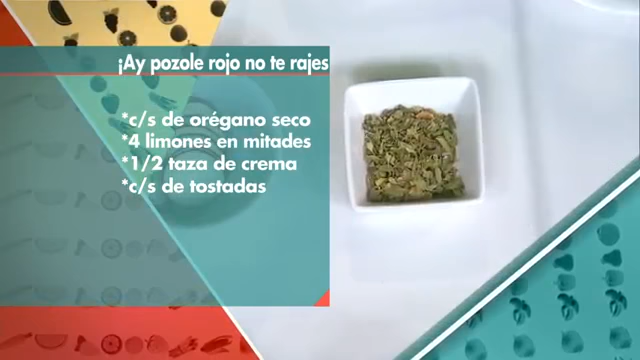 ¡Ay pozole rojo no te rajes
*c/s de orégano seco
*4 limones en mitades
*1/2 taza de crema
*c/s de tostadas